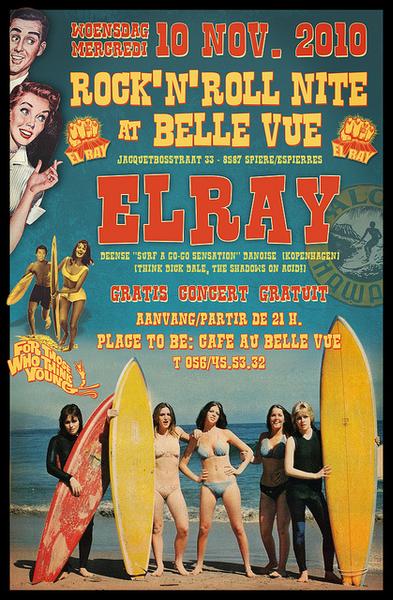 WOENSDAG
MERCREDI
10 NOV. 2010
ROCK'N'ROLL NITE
AT BELLE VUE
EL RAY
EL RAY
JACQUETBOSSTRAAT 33 - 8587 SPIERE/ESPIERRES
ELRAY
DEENSE "SURF A GO-GO SENSATION" DANOISE (KOPENHAGEN)
(THINK DICK DALE, THE SHADOWS ON ACID!)
GRATIS CONCERT GRATUIT
AANVANG/PARTIR DE 21 H.
PLACE TO BE: CAFE AU BELLE VUE
T 056/45.53.32
FOR THOSE
WHO THINK
YOUNG